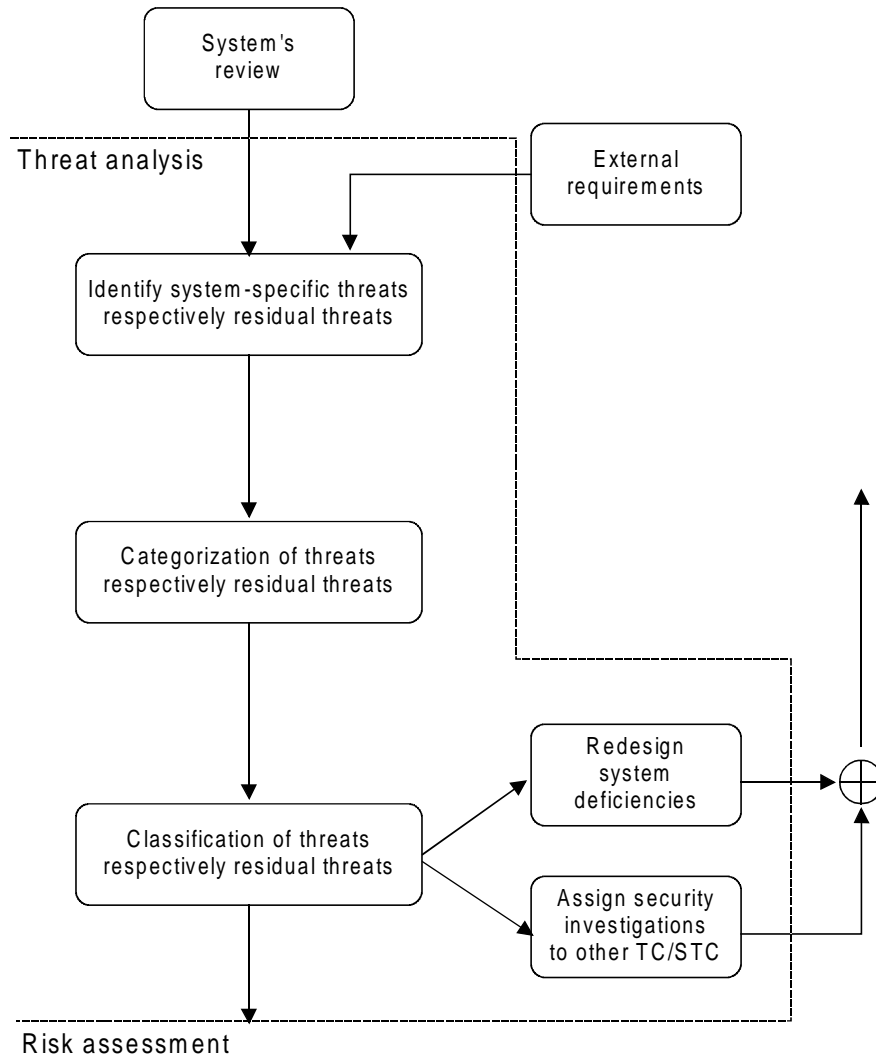 System's
review
Threat analysis
External
requirements
Identify system-specific threats
respectively residual threats
Categorization of threats
respectively residual threats
Redesign
system
deficiencies
Classification of threats
respectively residual threats
Assign security
investigations
to other TC/STC
Risk assessment